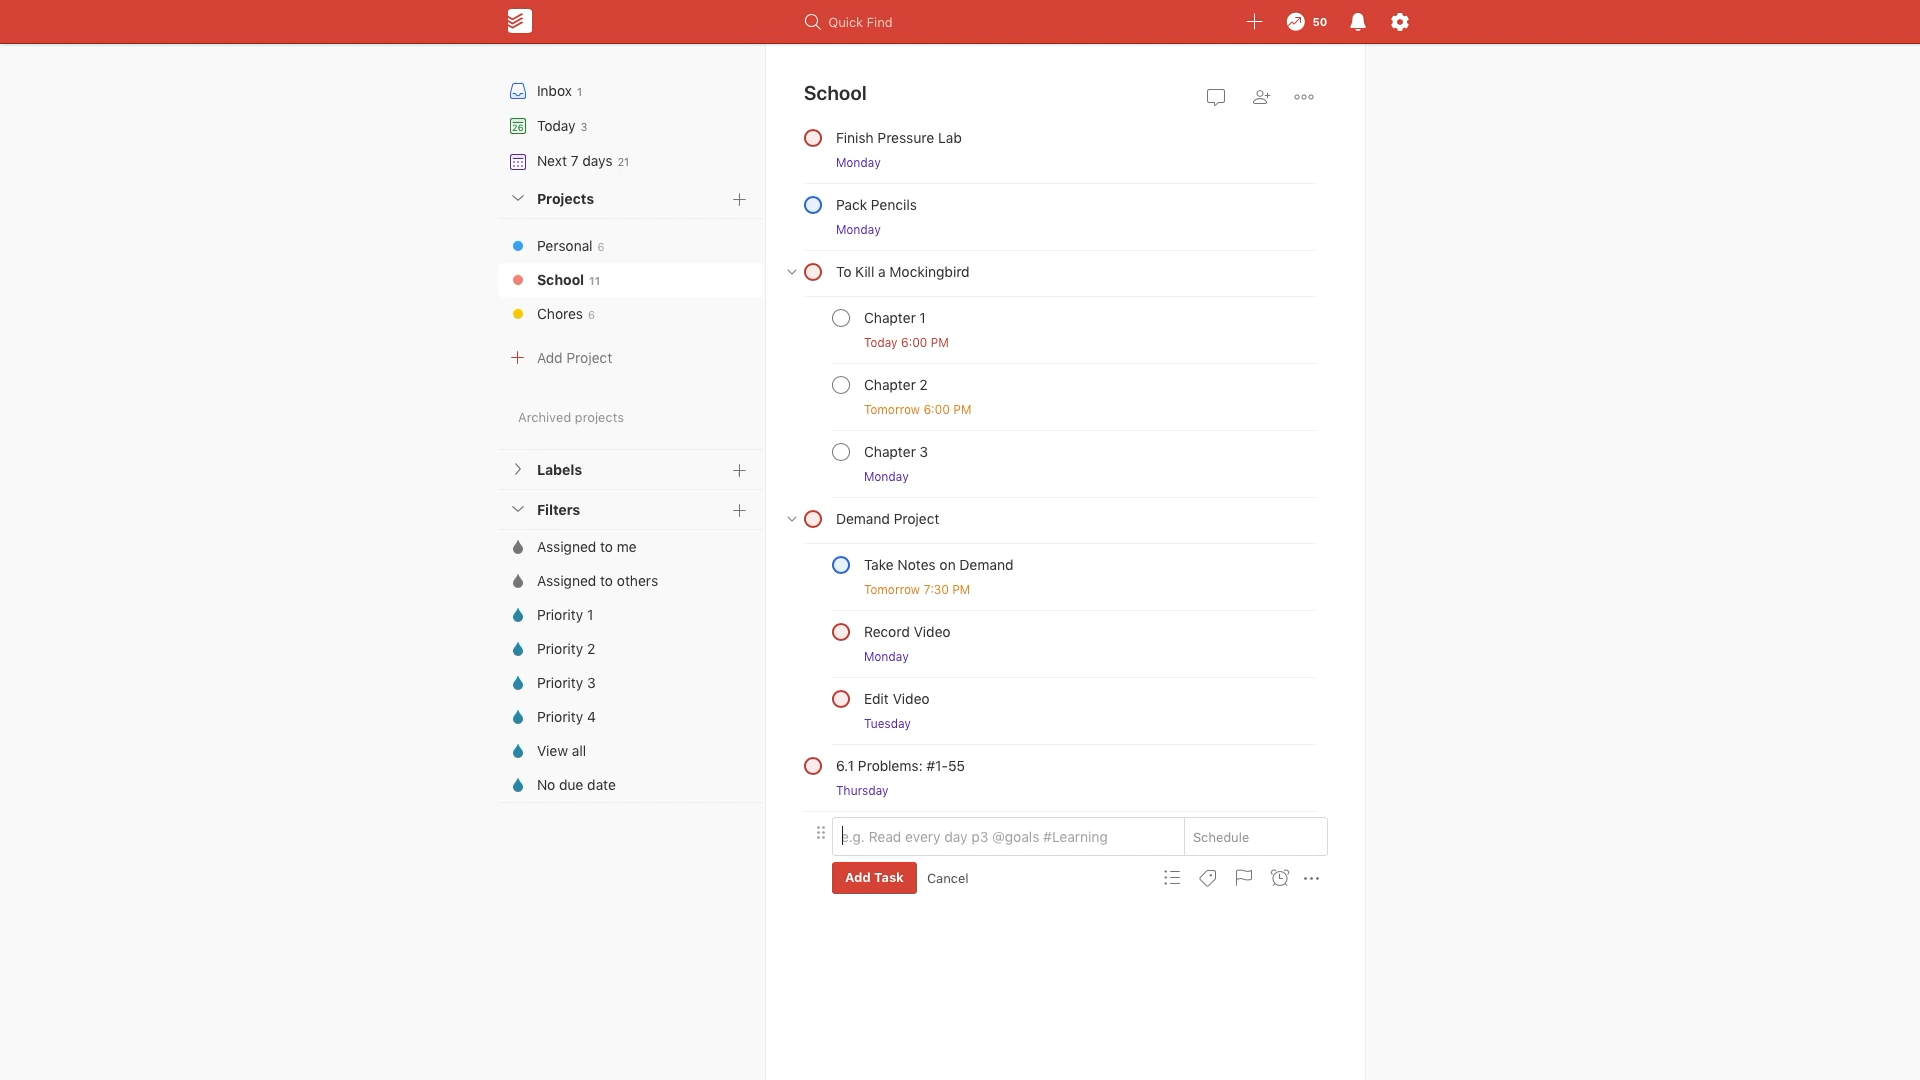 Quick Find
50
Inbox 1
26 Today 3
Next 7 days 21
Projects
Personal 6
School 11
Chores 6
Add Project
Archived projects
Labels
Filters
Assigned to me
Assigned to others
Priority 1
Priority 2
Priority 3
Priority 4
View all
No due date
School
Finish Pressure Lab
Monday
Pack Pencils
Monday
To Kill a Mockingbird
Chapter 1
Today 6:00 PM
Chapter 2
Tomorrow 6:00 PM
Chapter 3
Monday
Demand Project
Take Notes on Demand
Tomorrow 7:30 PM
Record Video
Monday
Edit Video
Tuesday
6.1 Problems: #1-55
Thursday
e.g. Read every day p3 @goals #Learning
Schedule
Add Task
Cancel